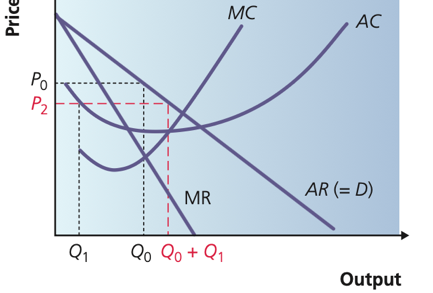 Price
MC
AC
P₀
P₂
MR
AR (= D)
Q₁
Q₀
Q₀ + Q₁
Output